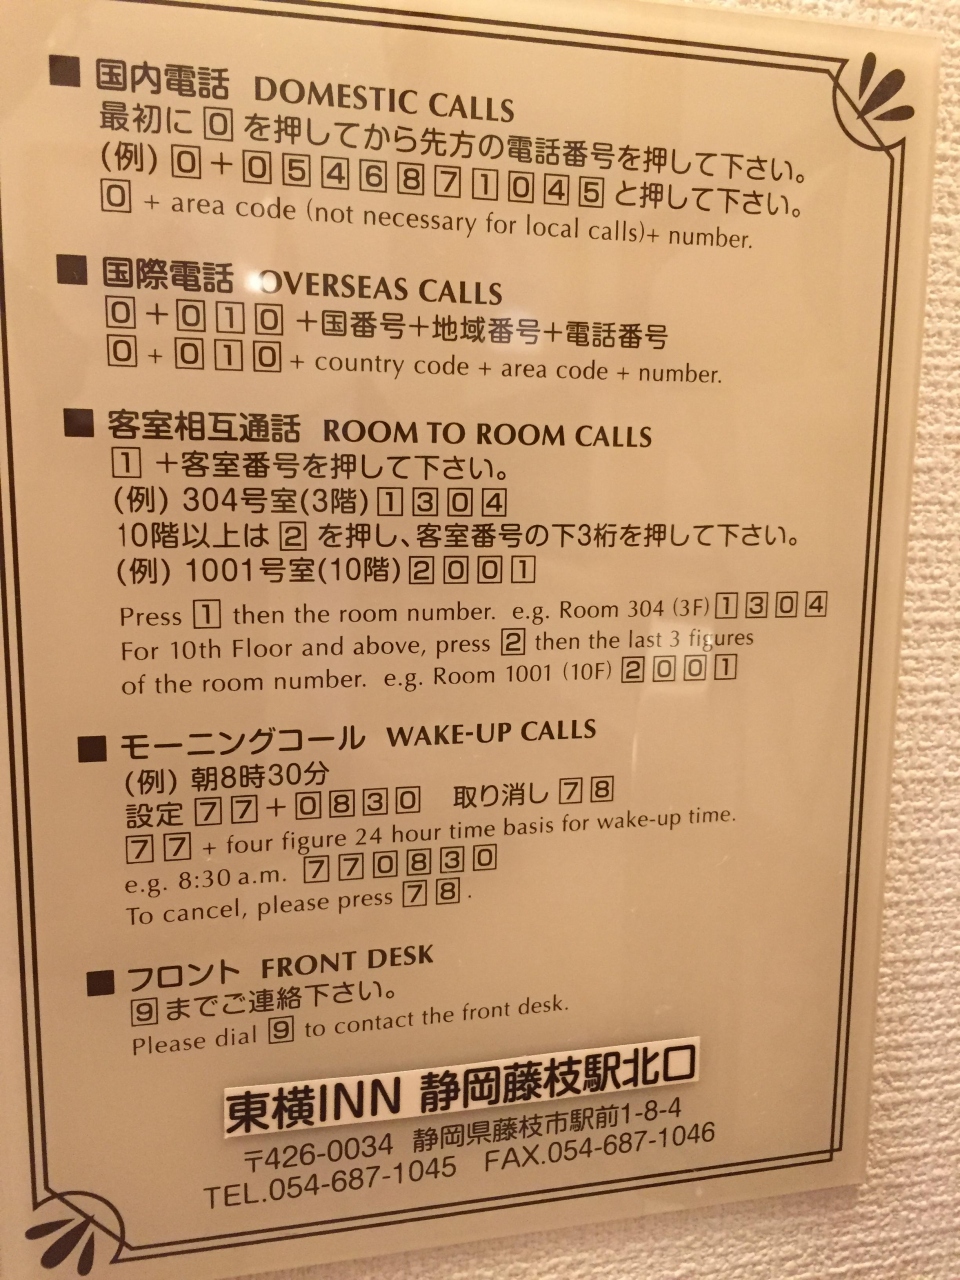 ■ 国内電話 DOMESTIC CALLS
最初に 0 を押してから先方の電話番号を押して下さい。
(例) 0 + 0 5 4 6 8 7 1 0 4 5 と押して下さい。
0 + area code (not necessary for local calls)+ number.
■ 国際電話 OVERSEAS CALLS
0 + 0 1 0 +国番号+地域番号+電話番号
0 + 0 1 0 + country code + area code + number.
■ 客室相互通話 ROOM TO ROOM CALLS
1 +客室番号を押して下さい。
(例) 304号室(3階) 1 3 0 4
10階以上は 2 を押し、客室番号の下3桁を押して下さい。
(例) 1001号室(10階) 2 0 0 1
Press 1 then the room number. e.g. Room 304 (3F) 1 3 0 4
For 10th Floor and above, press 2 then the last 3 figures
of the room number. e.g. Room 1001 (10F) 2 0 0 1
■ モーニングコール WAKE-UP CALLS
(例) 朝8時30分
設定 7 7 + 0 8 3 0 取り消し 7 8
7 7 + four figure 24 hour time basis for wake-up time.
e.g. 8:30 a.m. 7 7 0 8 3 0
To cancel, please press 7 8 .
■ フロント FRONT DESK
9 までご連絡下さい。
Please dial 9 to contact the front desk.
東横INN 静岡藤枝駅北口
〒426-0034 静岡県藤枝市駅前1-8-4
TEL.054-687-1045 FAX.054-687-1046